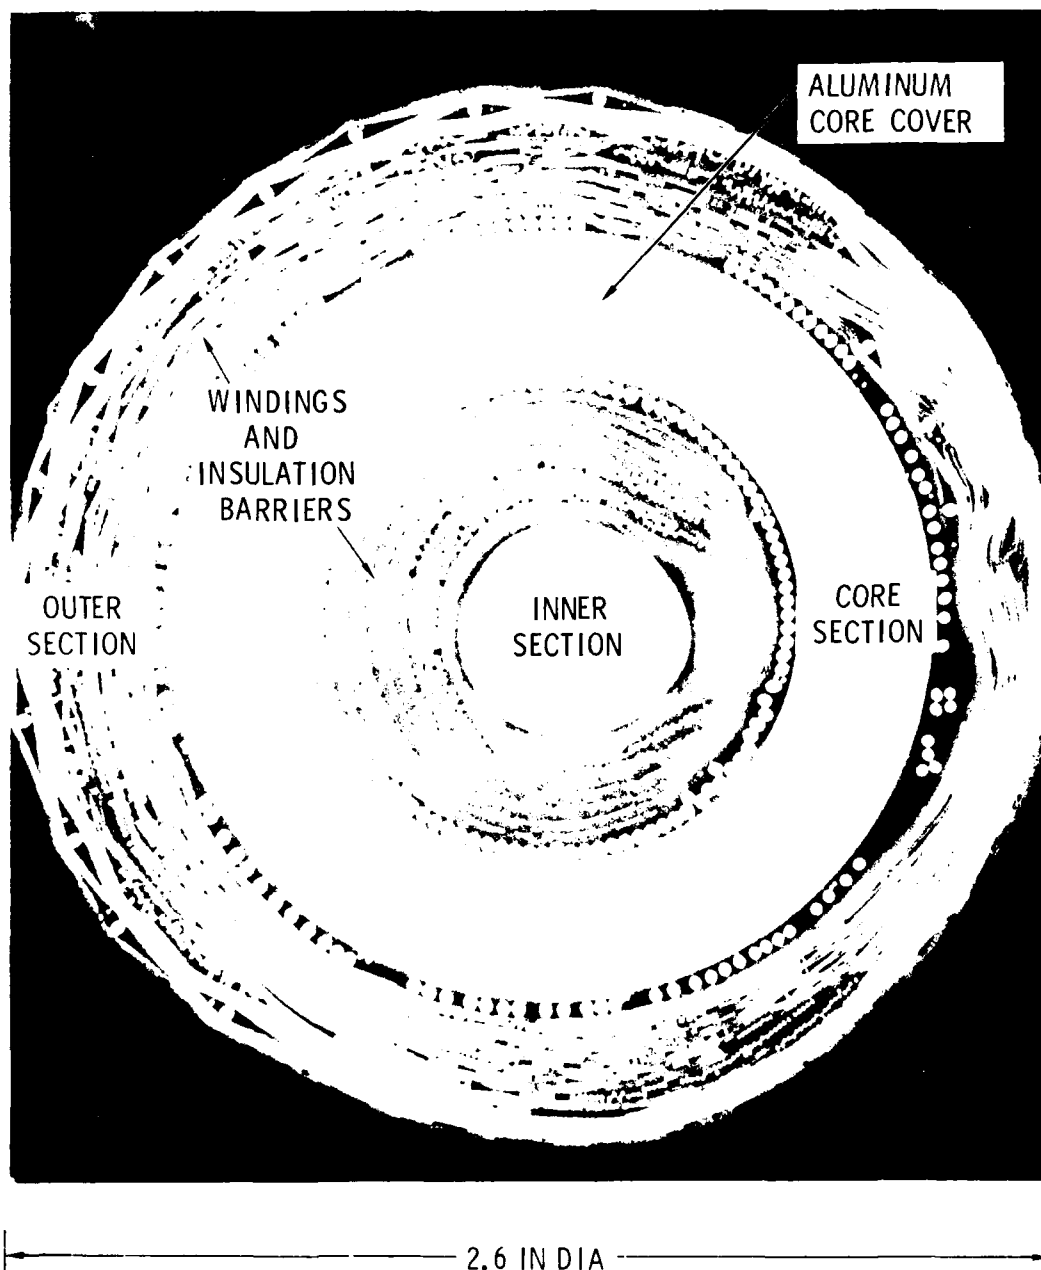 ALUMINUM
CORE COVER
WINDINGS
AND
INSULATION
BARRIERS
OUTER
SECTION
INNER
SECTION
CORE
SECTION
2.6 IN DIA